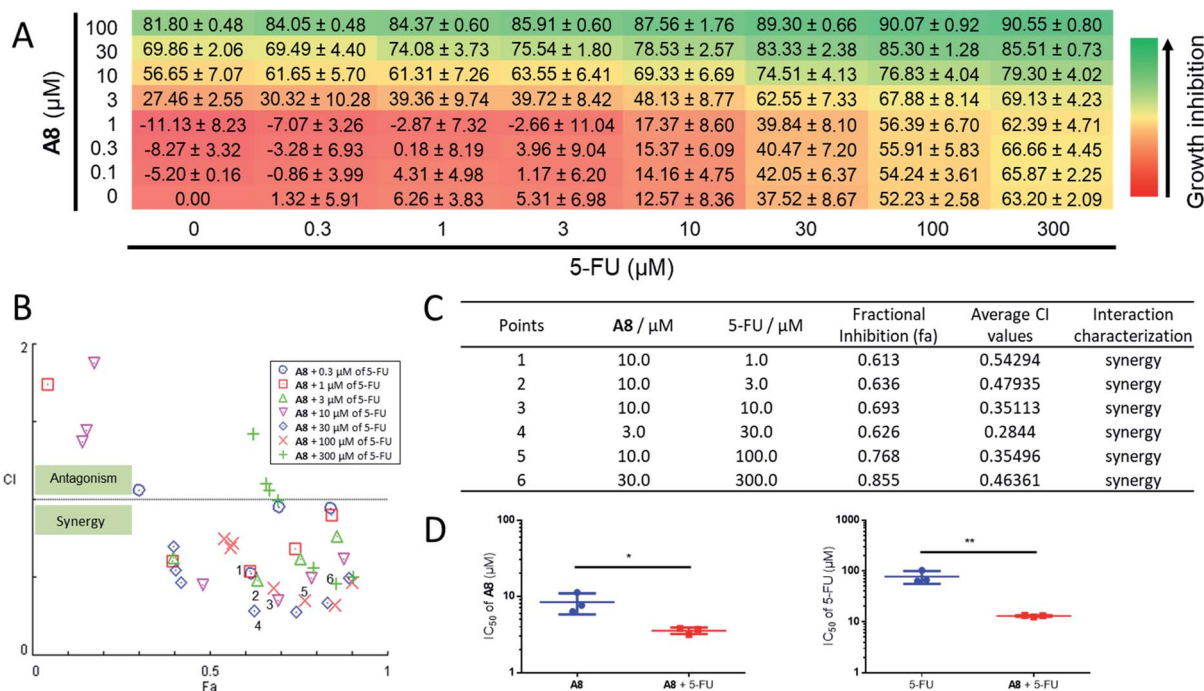 A
A8 (µM)
100 81.80 ± 0.48 84.05 ± 0.48 84.37 ± 0.60 85.91 ± 0.60 87.56 ± 1.76 89.30 ± 0.66 90.07 ± 0.92 90.55 ± 0.80
30 69.86 ± 2.06 69.49 ± 4.40 74.08 ± 3.73 75.54 ± 1.80 78.53 ± 2.57 83.33 ± 2.38 85.30 ± 1.28 85.51 ± 0.73
10 56.65 ± 7.07 61.65 ± 5.70 61.31 ± 7.26 63.55 ± 6.41 69.33 ± 6.69 74.51 ± 4.13 76.83 ± 4.04 79.30 ± 4.02
3 27.46 ± 2.55 30.32 ± 10.28 39.36 ± 9.74 39.72 ± 8.42 48.13 ± 8.77 62.55 ± 7.33 67.88 ± 8.14 69.13 ± 4.23
1 -11.13 ± 8.23 -7.07 ± 3.26 -2.87 ± 7.32 -2.66 ± 11.04 17.37 ± 8.60 39.84 ± 8.10 56.39 ± 6.70 62.39 ± 4.71
0.3 -8.27 ± 3.32 -3.28 ± 6.93 0.18 ± 8.19 3.96 ± 9.04 15.37 ± 6.09 40.47 ± 7.20 55.91 ± 5.83 66.66 ± 4.45
0.1 -5.20 ± 0.16 -0.86 ± 3.99 4.31 ± 4.98 1.17 ± 6.20 14.16 ± 4.75 42.05 ± 6.37 54.24 ± 3.61 65.87 ± 2.25
0 0.00 1.32 ± 5.91 6.26 ± 3.83 5.31 ± 6.98 12.57 ± 8.36 37.52 ± 8.67 52.23 ± 2.58 63.20 ± 2.09
0 0.3 1 3 10 30 100 300
5-FU (µM)
Growth inhibition
B
2
CI
0
Antagonism
Synergy
A8 + 0.3 µM of 5-FU
A8 + 1 µM of 5-FU
A8 + 3 µM of 5-FU
A8 + 10 µM of 5-FU
A8 + 30 µM of 5-FU
A8 + 100 µM of 5-FU
A8 + 300 µM of 5-FU
1
2
3
4
5
6
0 0.5 1
Fa
C
Points A8 / µM 5-FU / µM Fractional Inhibition (fa) Average CI values Interaction characterization
1 10.0 1.0 0.613 0.54294 synergy
2 10.0 3.0 0.636 0.47935 synergy
3 10.0 10.0 0.693 0.35113 synergy
4 3.0 30.0 0.626 0.2844 synergy
5 10.0 100.0 0.768 0.35496 synergy
6 30.0 300.0 0.855 0.46361 synergy
D
IC50 of A8 (µM)
100
10
1
*
A8 A8 + 5-FU
IC50 of 5-FU (µM)
1000
100
10
1
**
5-FU A8 + 5-FU